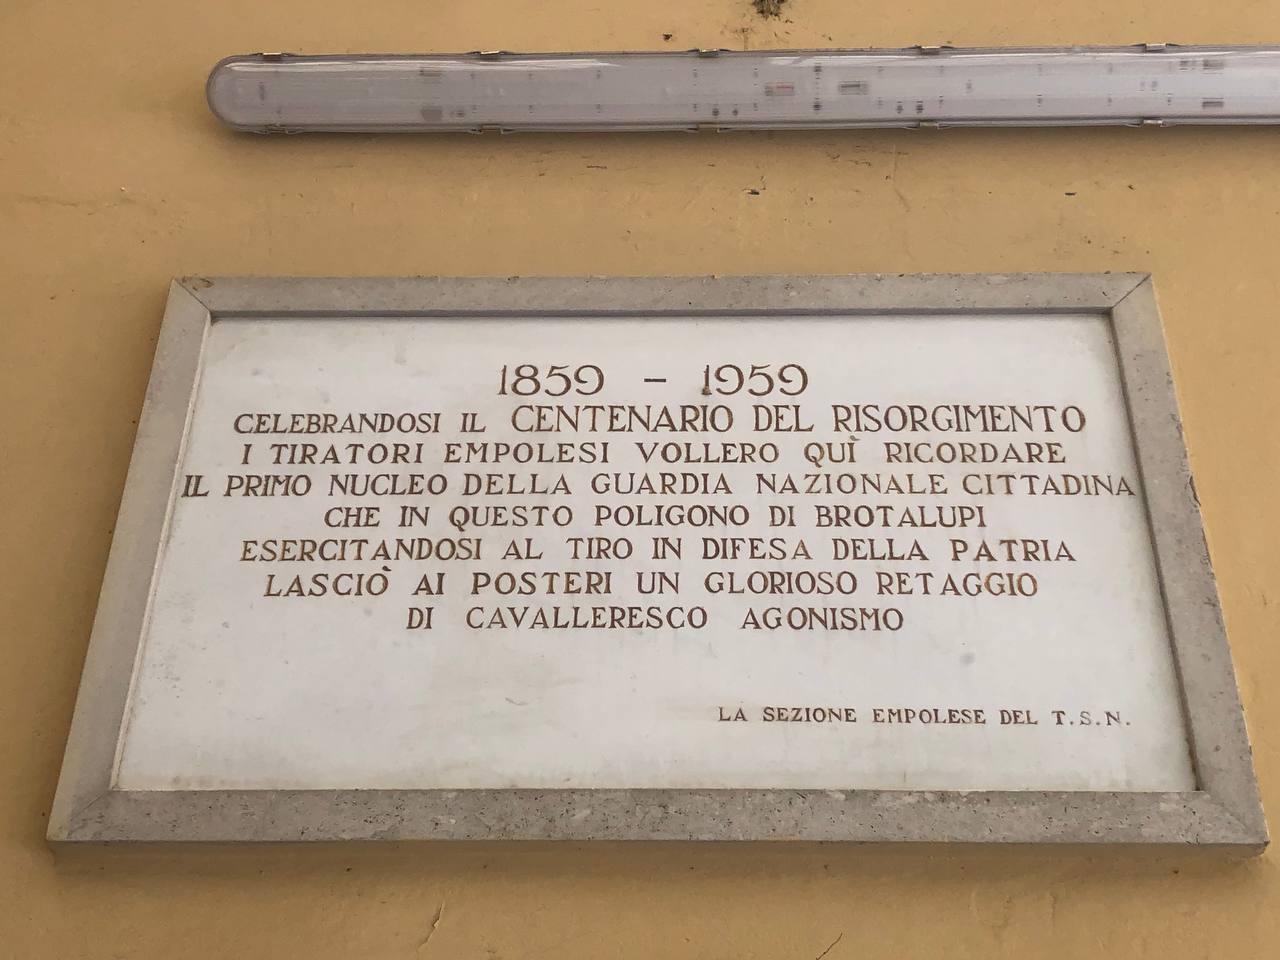 1859 - 1959
CELEBRANDOSI IL CENTENARIO DEL RISORGIMENTO
I TIRATORI EMPOLESI VOLLERO QUÌ RICORDARE
IL PRIMO NUCLEO DELLA GUARDIA NAZIONALE CITTADINA
CHE IN QUESTO POLIGONO DI BROTALUPI
ESERCITANDOSI AL TIRO IN DIFESA DELLA PATRIA
LASCIÒ AI POSTERI UN GLORIOSO RETAGGIO
DI CAVALLERESCO AGONISMO
LA SEZIONE EMPOLESE DEL T.S.N.